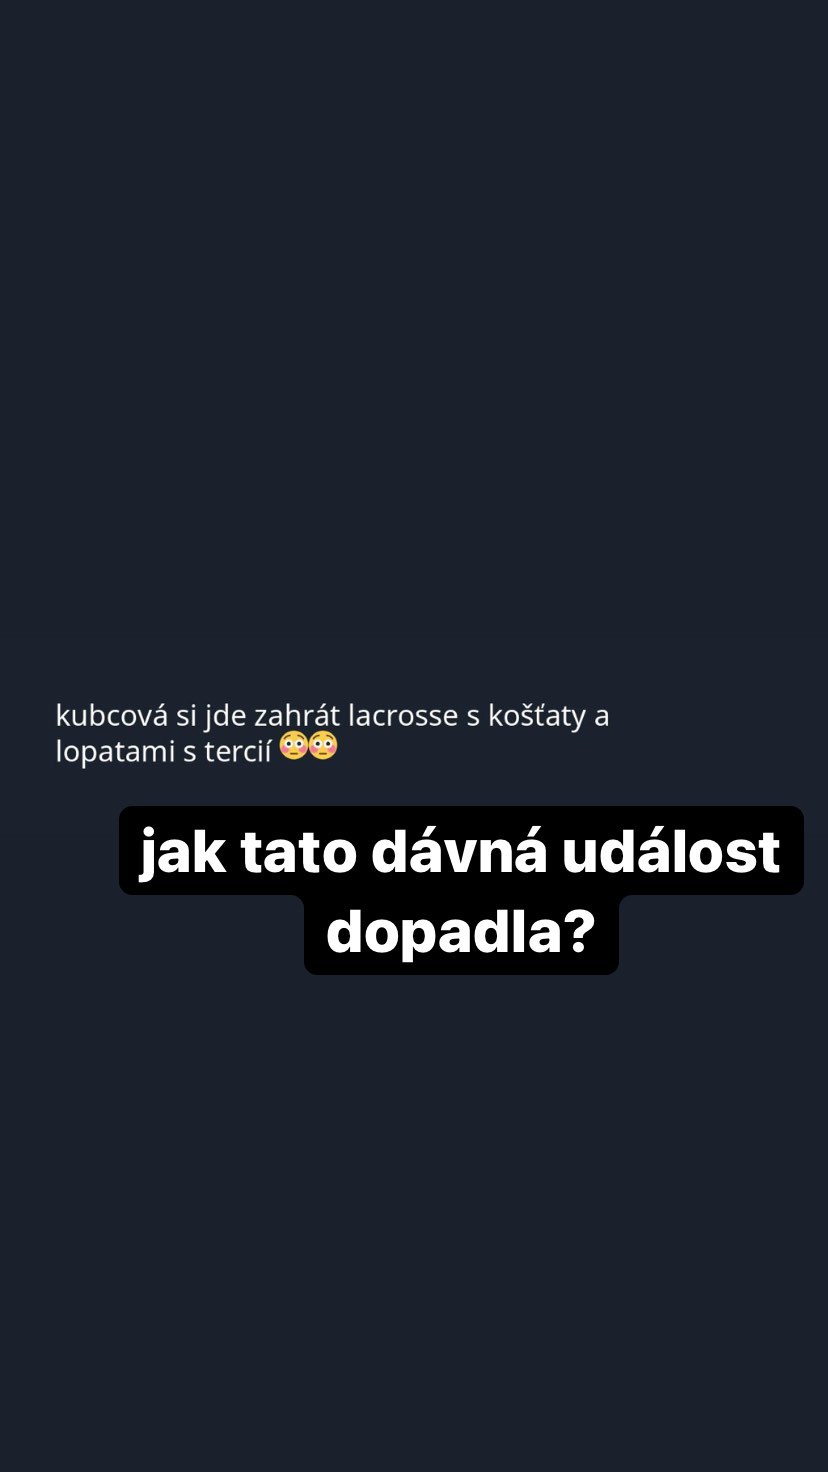 kubcová si jde zahrát lacrosse s košťaty a
lopatami s tercií 😳😳
jak tato dávná událost
dopadla?